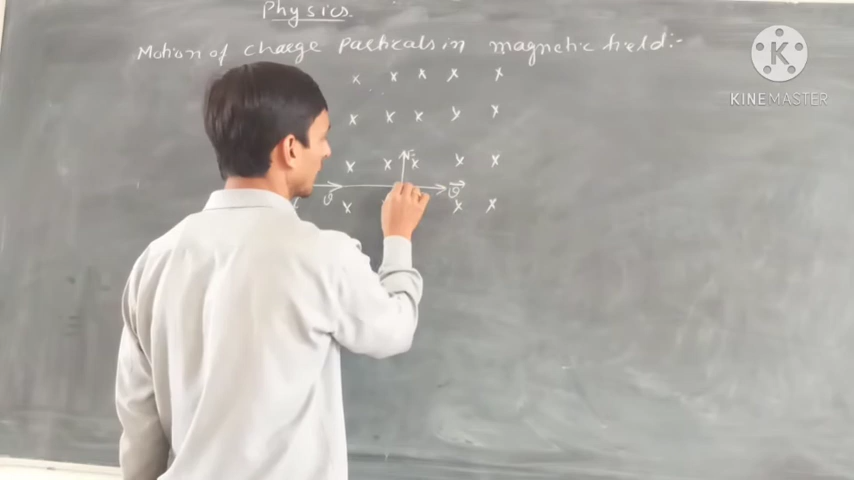 Physics
Motion of charge Particals in magnetic field:-
x x x x x
x x x x x
F
x x x x x
v v
x x x
K
KINEMASTER